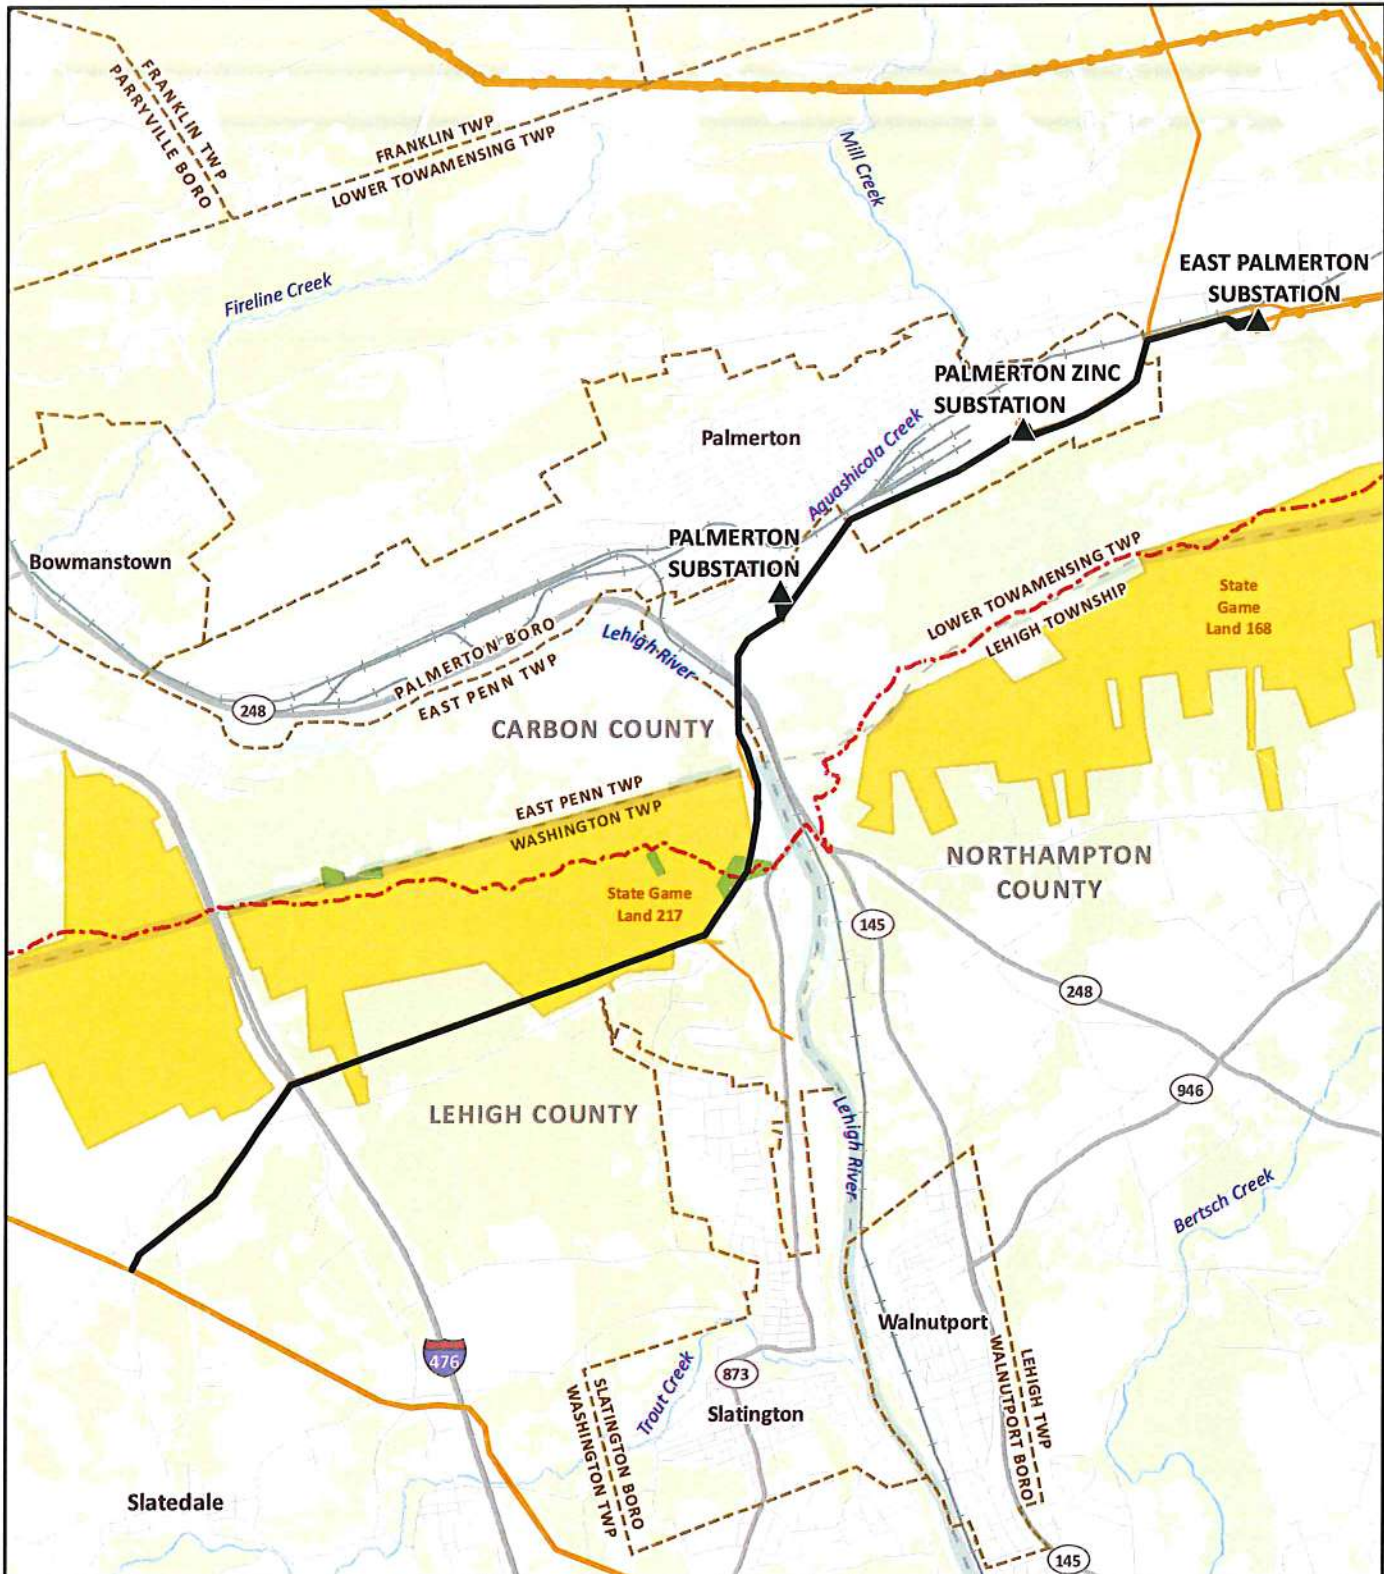 FRANKLIN TWP
PARRYVILLE BORO
FRANKLIN TWP
LOWER TOWAMENSING TWP
Mill Creek
Fireline Creek
EAST PALMERTON
SUBSTATION
PALMERTON ZINC
SUBSTATION
Palmerton
Aquashicola Creek
PALMERTON
SUBSTATION
Bowmanstown
LOWER TOWAMENSING TWP
LEHIGH TOWNSHIP
State
Game
Land 168
Lehigh River
PALMERTON BORO
EAST PENN TWP
248
CARBON COUNTY
EAST PENN TWP
WASHINGTON TWP
NORTHAMPTON
COUNTY
State Game
Land 217
145
248
946
LEHIGH COUNTY
Lehigh River
Bertsch Creek
Walnutport
476
LEHIGH TWP
WALNUTPORT BORO
Trout Creek
873
SLATINGTON BORO
WASHINGTON TWP
Slatington
Slatedale
145